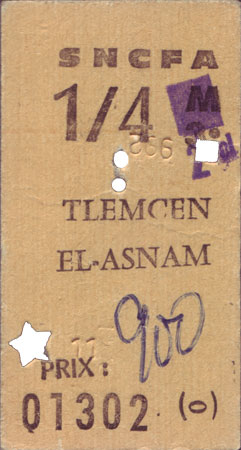 SNCFA
1/4 M
TLEMCEN
EL-ASNAM
900
PRIX :
01302 (o)